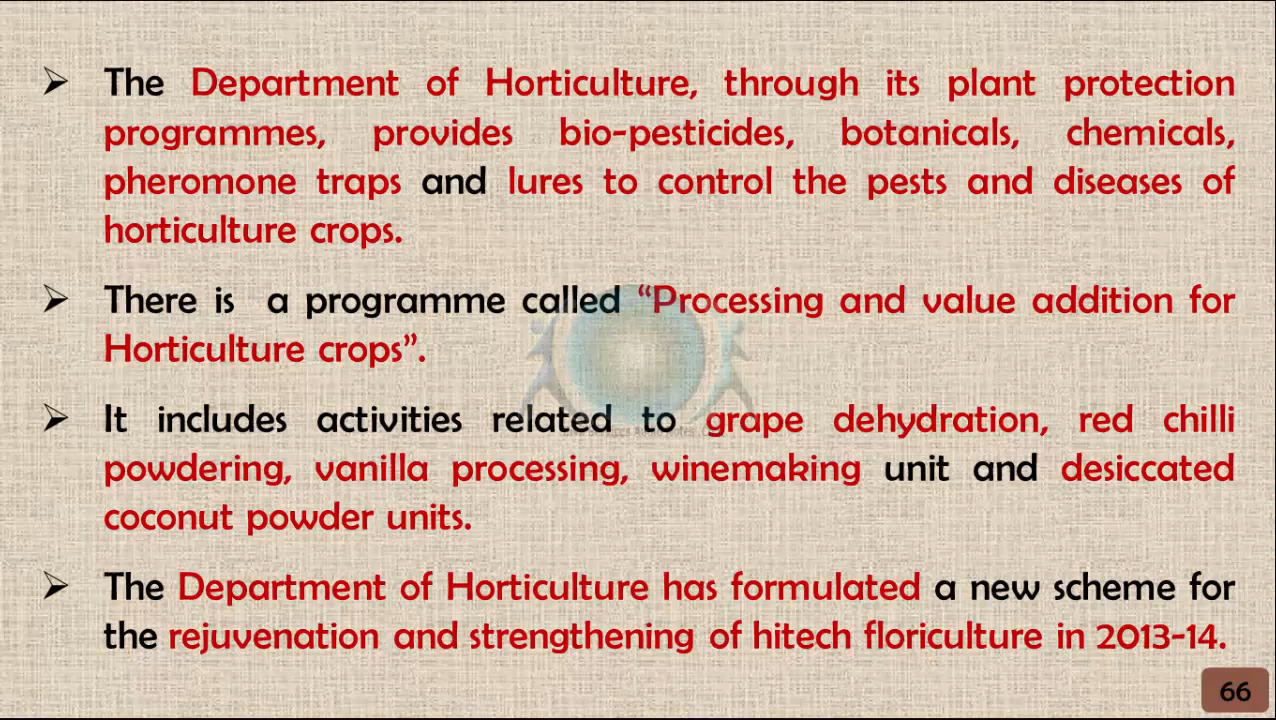 ➢ The Department of Horticulture, through its plant protection
programmes, provides bio-pesticides, botanicals, chemicals,
pheromone traps and lures to control the pests and diseases of
horticulture crops.
➢ There is a programme called “Processing and value addition for
Horticulture crops”.
➢ It includes activities related to grape dehydration, red chilli
powdering, vanilla processing, winemaking unit and desiccated
coconut powder units.
➢ The Department of Horticulture has formulated a new scheme for
the rejuvenation and strengthening of hitech floriculture in 2013-14.
66